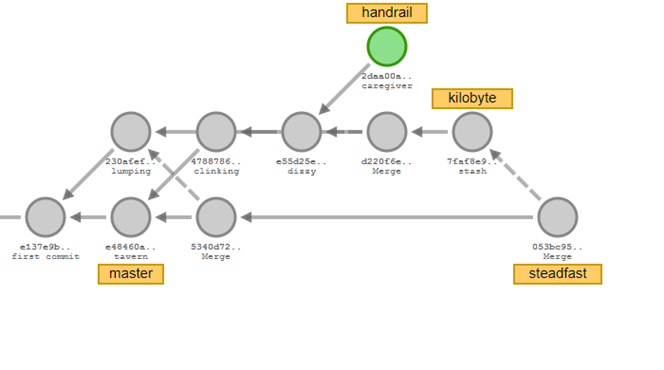 handrail
2daa00a..
caregiver
kilobyte
230afef..
lumping
4788786..
clinking
e55d25e..
dizzy
d220f6e..
Merge
7faf8e9..
stash
e137e9b..
first commit
e48460a..
tavern
5340d72..
Merge
053bc95..
Merge
master
steadfast